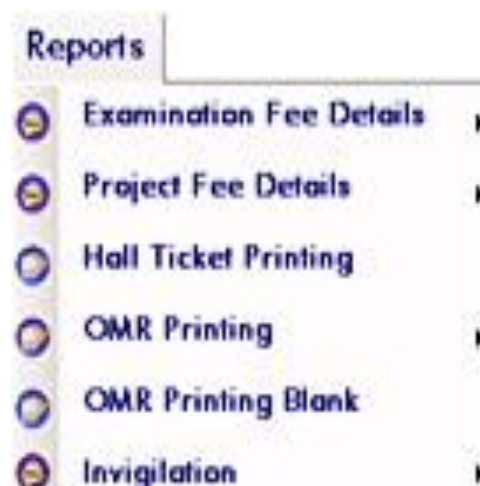 Reports
Examination Fee Details
Project Fee Details
Hall Ticket Printing
OMR Printing
OMR Printing Blank
Invigilation